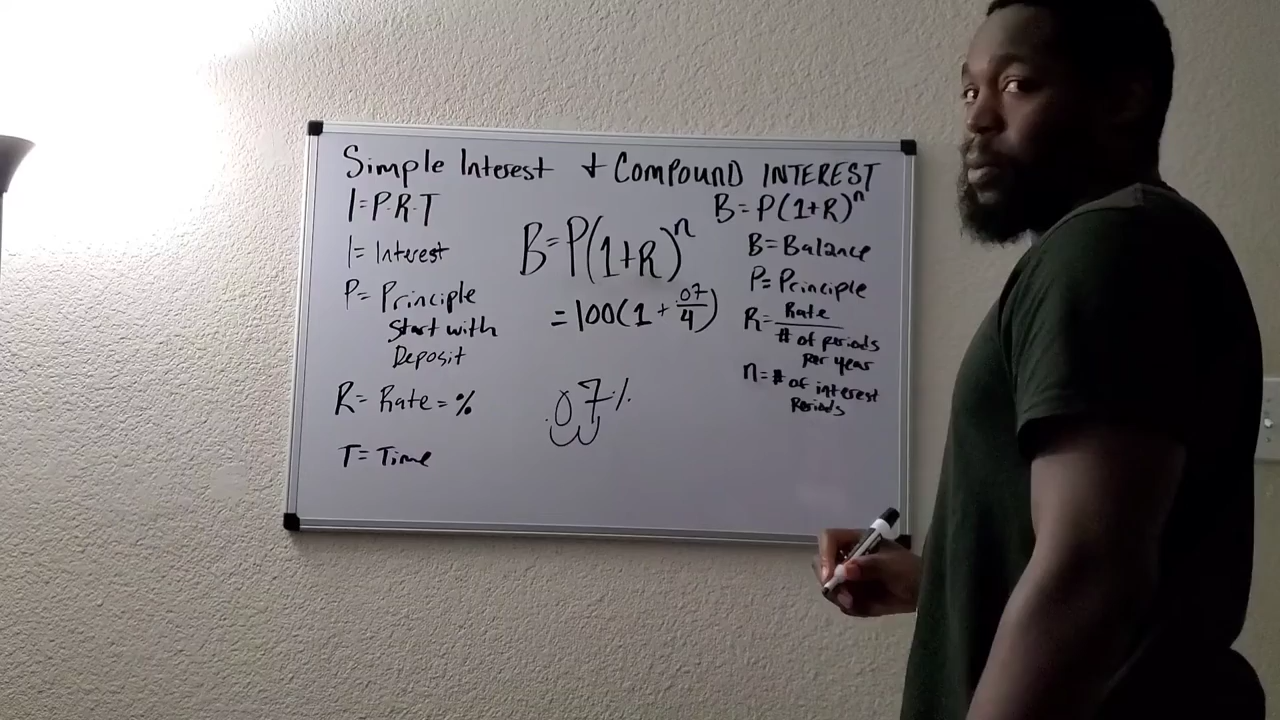 Simple Interest + COMPOUND INTEREST
I=P.R.T
I= Interest
P= Principle
Start with
Deposit
R= Rate = %
T= Time
B=P(1+R)^n
=100(1+ .07/4)
.07%
B=P(1+R)^n
B=Balance
P=Principle
R= Rate
# of periods
per year
n=# of interest
Periods